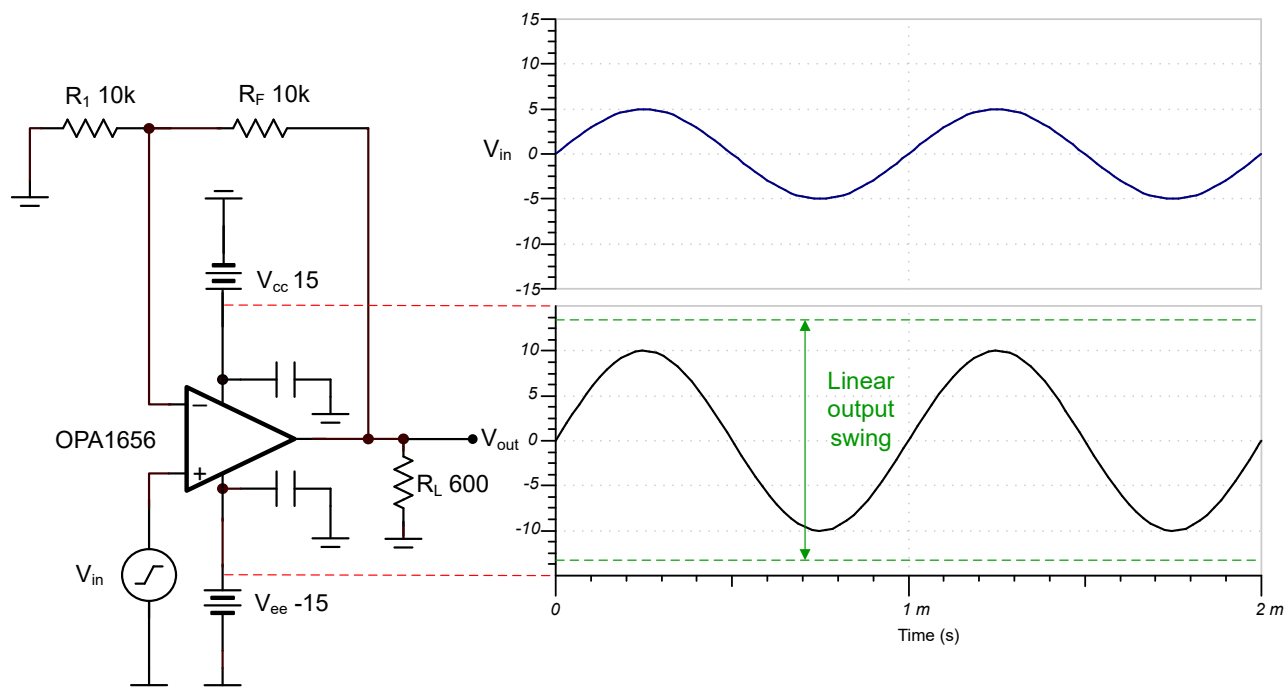 R1 10k
RF 10k
Vcc 15
OPA1656
−
+
Vin
Vee -15
Vout
RL 600
15
10
5
0
-5
-10
-15
Vin
10
5
0
-5
-10
Linear
output
swing
0
1 m
2 m
Time (s)